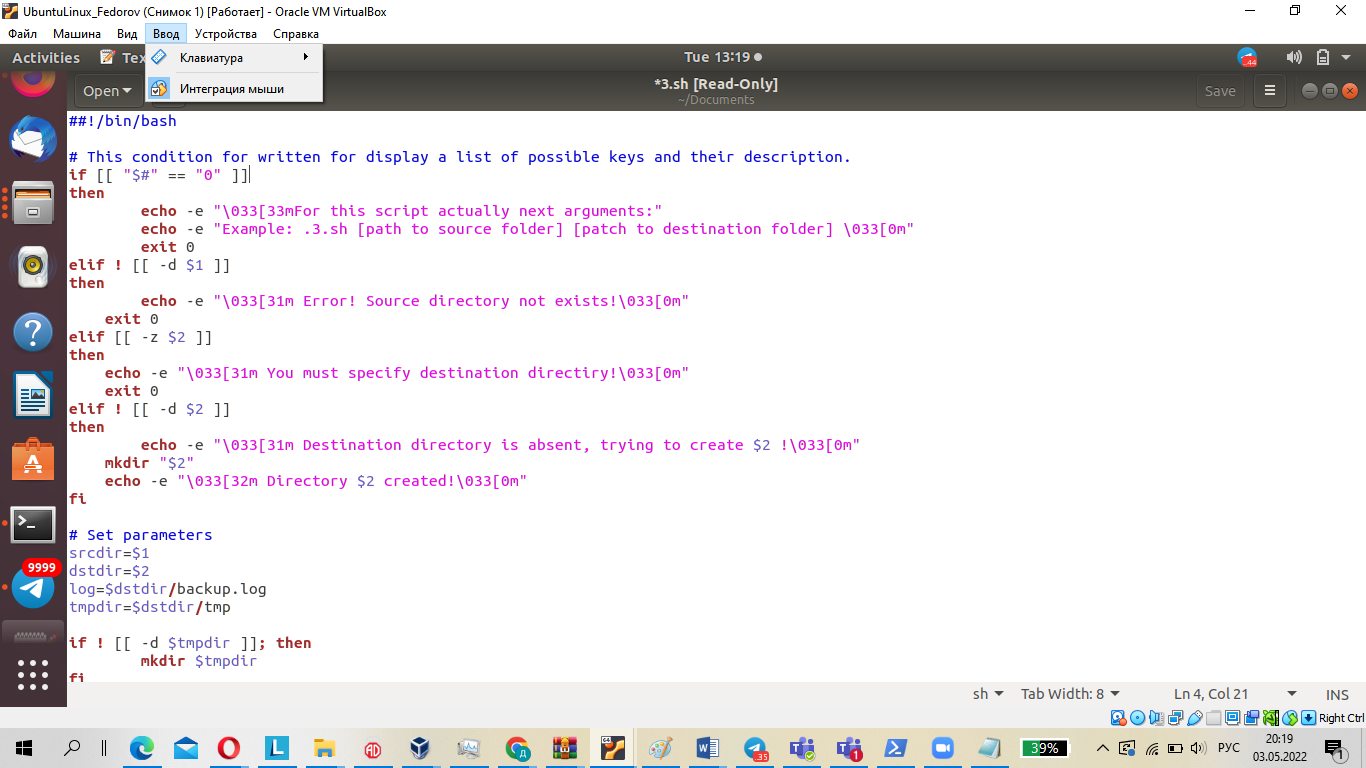 UbuntuLinux_Fedorov (Снимок 1) [Работает] - Oracle VM VirtualBox
Файл Машина Вид Ввод Устройства Справка
Клавиатура
Интеграция мыши
Activities Tex Tue 13:19
.44
Open *3.sh [Read-Only] Save
~/Documents
##!/bin/bash
# This condition for written for display a list of possible keys and their description.
if [[ "$#" == "0" ]]
then
echo -e "\033[33mFor this script actually next arguments:"
echo -e "Example: .3.sh [path to source folder] [patch to destination folder] \033[0m"
exit 0
elif ! [[ -d $1 ]]
then
echo -e "\033[31m Error! Source directory not exists!\033[0m"
exit 0
elif [[ -z $2 ]]
then
echo -e "\033[31m You must specify destination directiry!\033[0m"
exit 0
elif ! [[ -d $2 ]]
then
echo -e "\033[31m Destination directory is absent, trying to create $2 !\033[0m"
mkdir "$2"
echo -e "\033[32m Directory $2 created!\033[0m"
fi
# Set parameters
srcdir=$1
dstdir=$2
log=$dstdir/backup.log
tmpdir=$dstdir/tmp
if ! [[ -d $tmpdir ]]; then
mkdir $tmpdir
fi
9999
sh Tab Width: 8 Ln 4, Col 21 INS
Right Ctrl
39% РУС 20:19
03.05.2022